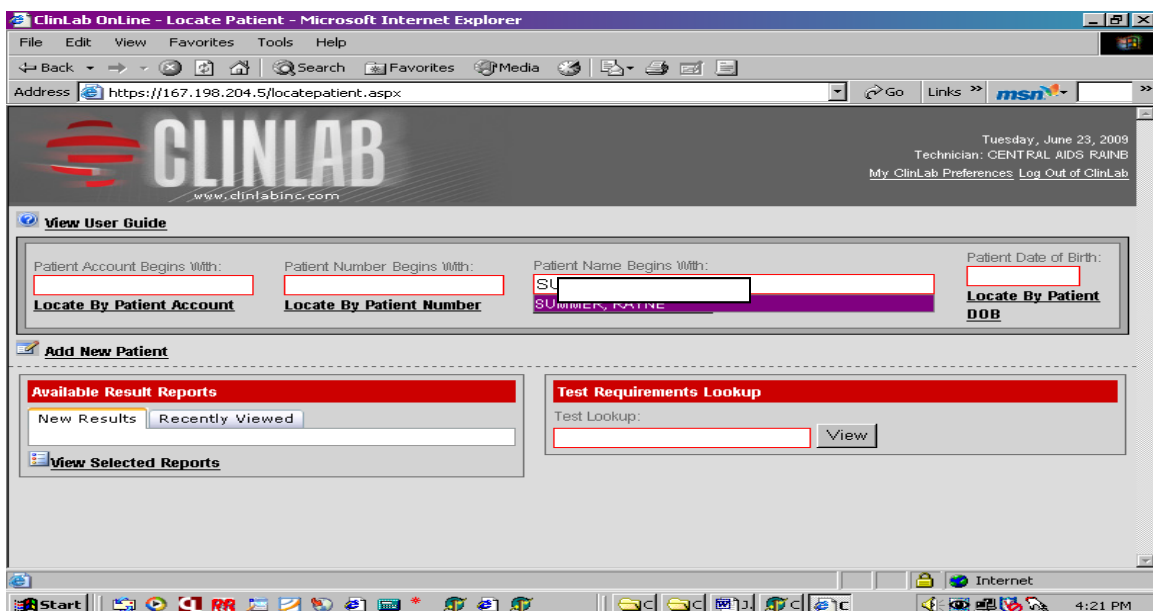 ClinLab OnLine - Locate Patient - Microsoft Internet Explorer
File Edit View Favorites Tools Help
Back Search Favorites Media
Address https://167.198.204.5/locatepatient.aspx Go Links » msn »
CLINLAB
www.clinlabinc.com
Tuesday, June 23, 2009
Technician: CENTRAL AIDS RAINB
My ClinLab Preferences Log Out of ClinLab
View User Guide
Patient Account Begins With: Patient Number Begins With: Patient Name Begins With: Patient Date of Birth:
SU
Locate By Patient Account Locate By Patient Number SUMMER, RAYNE Locate By Patient
DOB
Add New Patient
Available Result Reports Test Requirements Lookup
New Results Recently Viewed Test Lookup:
View
View Selected Reports
Internet
Start RR C C J. C C 4:21 PM